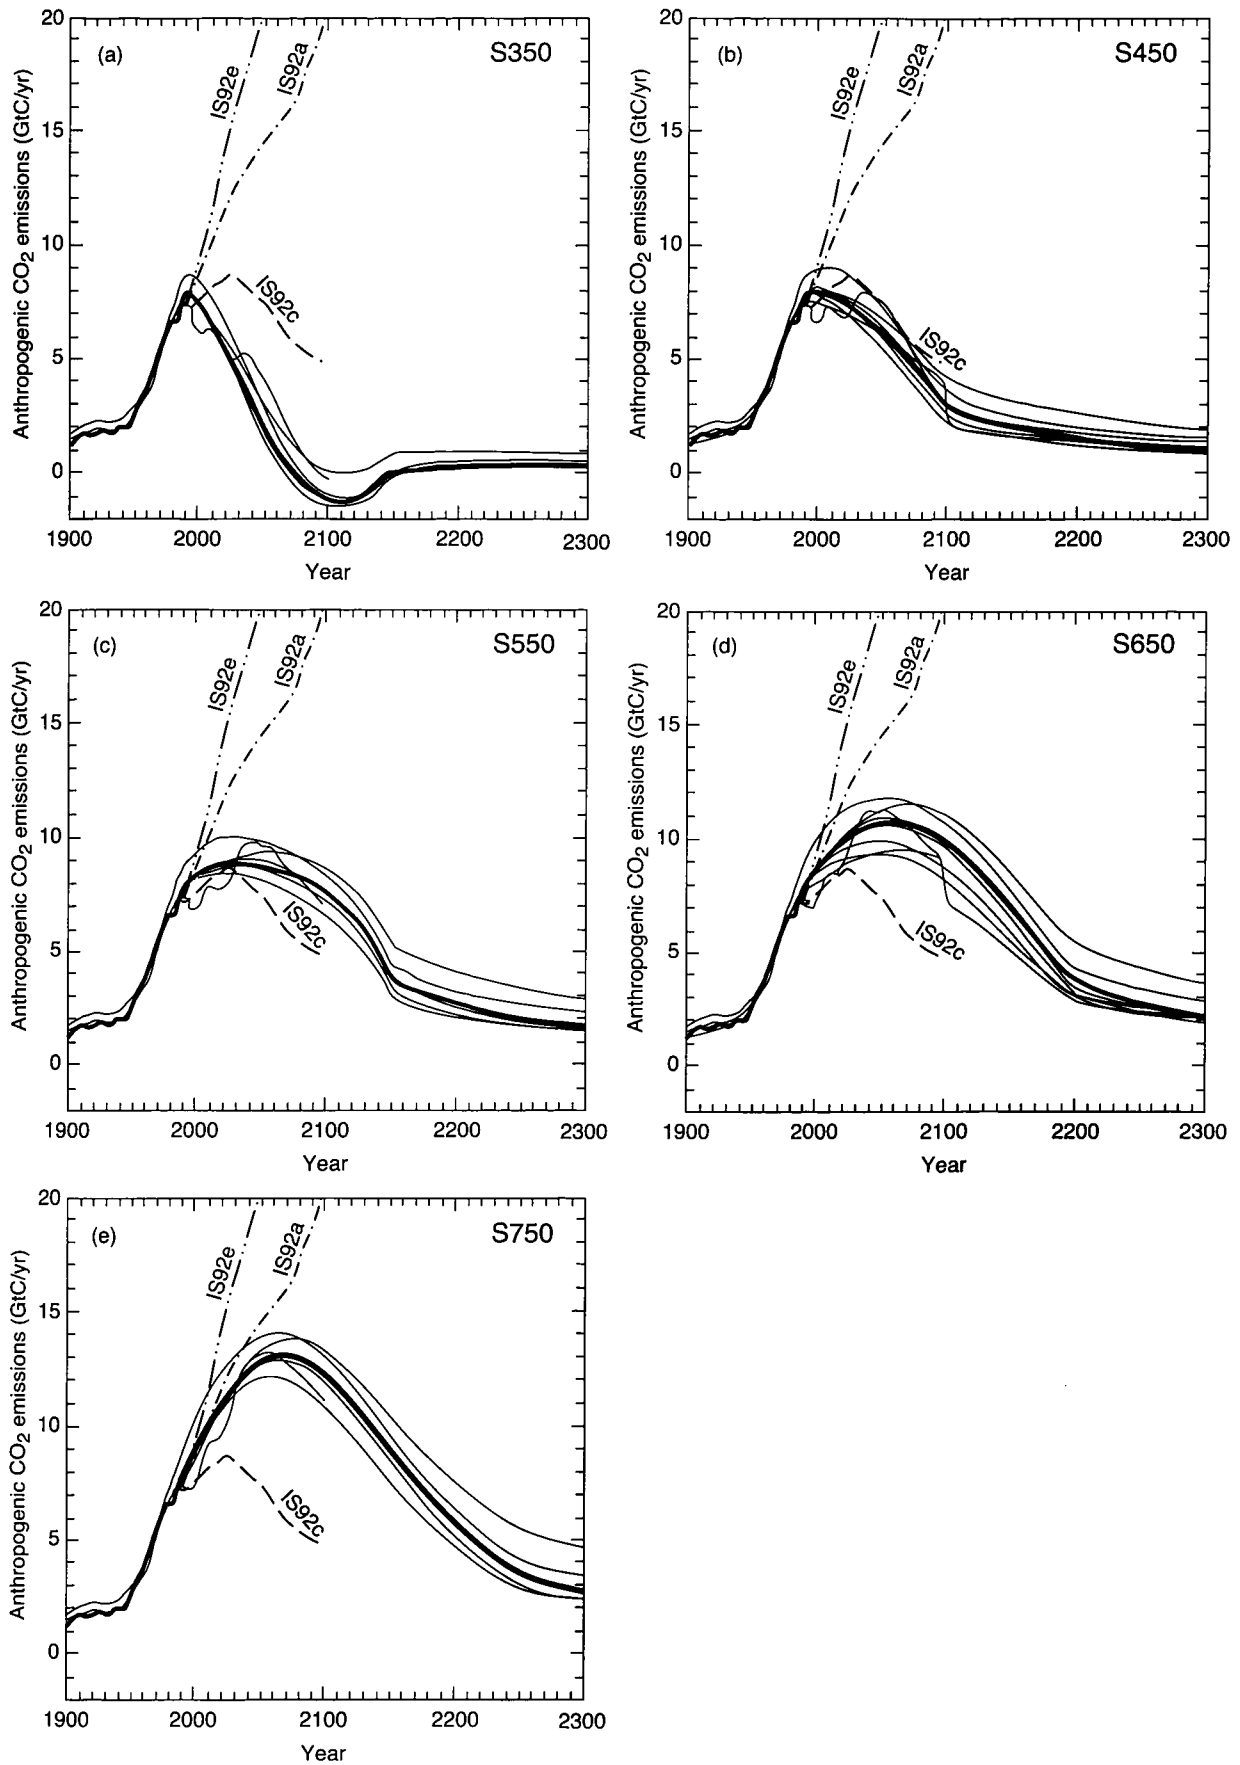 (a)
S350
IS92e
IS92a
IS92c
Anthropogenic CO2 emissions (GtC/yr)
20
15
10
5
0
1900 2000 2100 2200 2300
Year
(b)
S450
IS92e
IS92a
IS92c
Anthropogenic CO2 emissions (GtC/yr)
20
15
10
5
0
1900 2000 2100 2200 2300
Year
(c)
S550
IS92e
IS92a
IS92c
Anthropogenic CO2 emissions (GtC/yr)
20
15
10
5
0
1900 2000 2100 2200 2300
Year
(d)
S650
IS92e
IS92a
IS92c
Anthropogenic CO2 emissions (GtC/yr)
20
15
10
5
0
1900 2000 2100 2200 2300
Year
(e)
S750
IS92e
IS92a
IS92c
Anthropogenic CO2 emissions (GtC/yr)
20
15
10
5
0
1900 2000 2100 2200 2300
Year